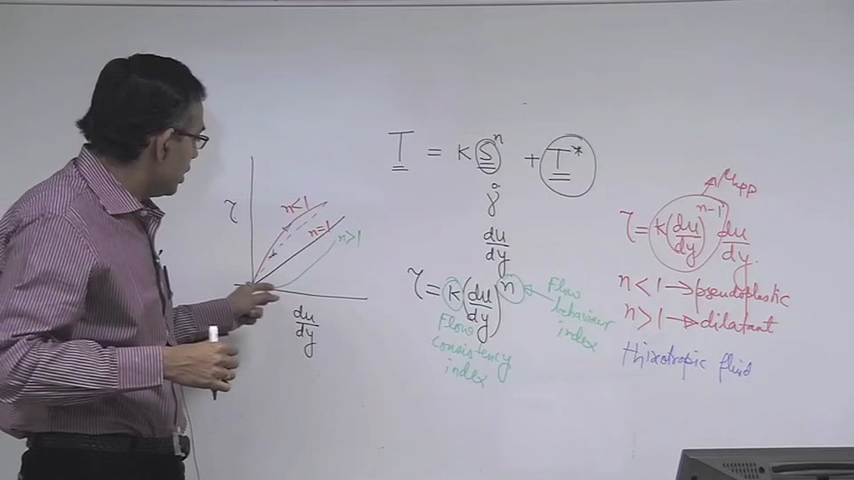 τ
n<1
n=1
n>1
du/dy
T = K S^n + T*
γ̇
du/dy
τ = K (du/dy)^n
Flow
consistency
index
Flow
behaviour
index
μapp
τ = K (du/dy)^n-1 du/dy.
n < 1 → pseudoplastic
n > 1 → dilatant
thixotropic fluid